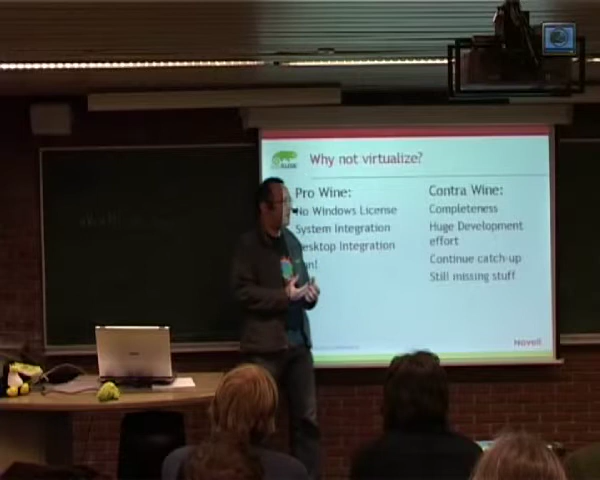 Why not virtualize?
Pro Wine:
No Windows License
System Integration
Desktop Integration
Contra Wine:
Completeness
Huge Development
effort
Continue catch-up
Still missing stuff
Novell